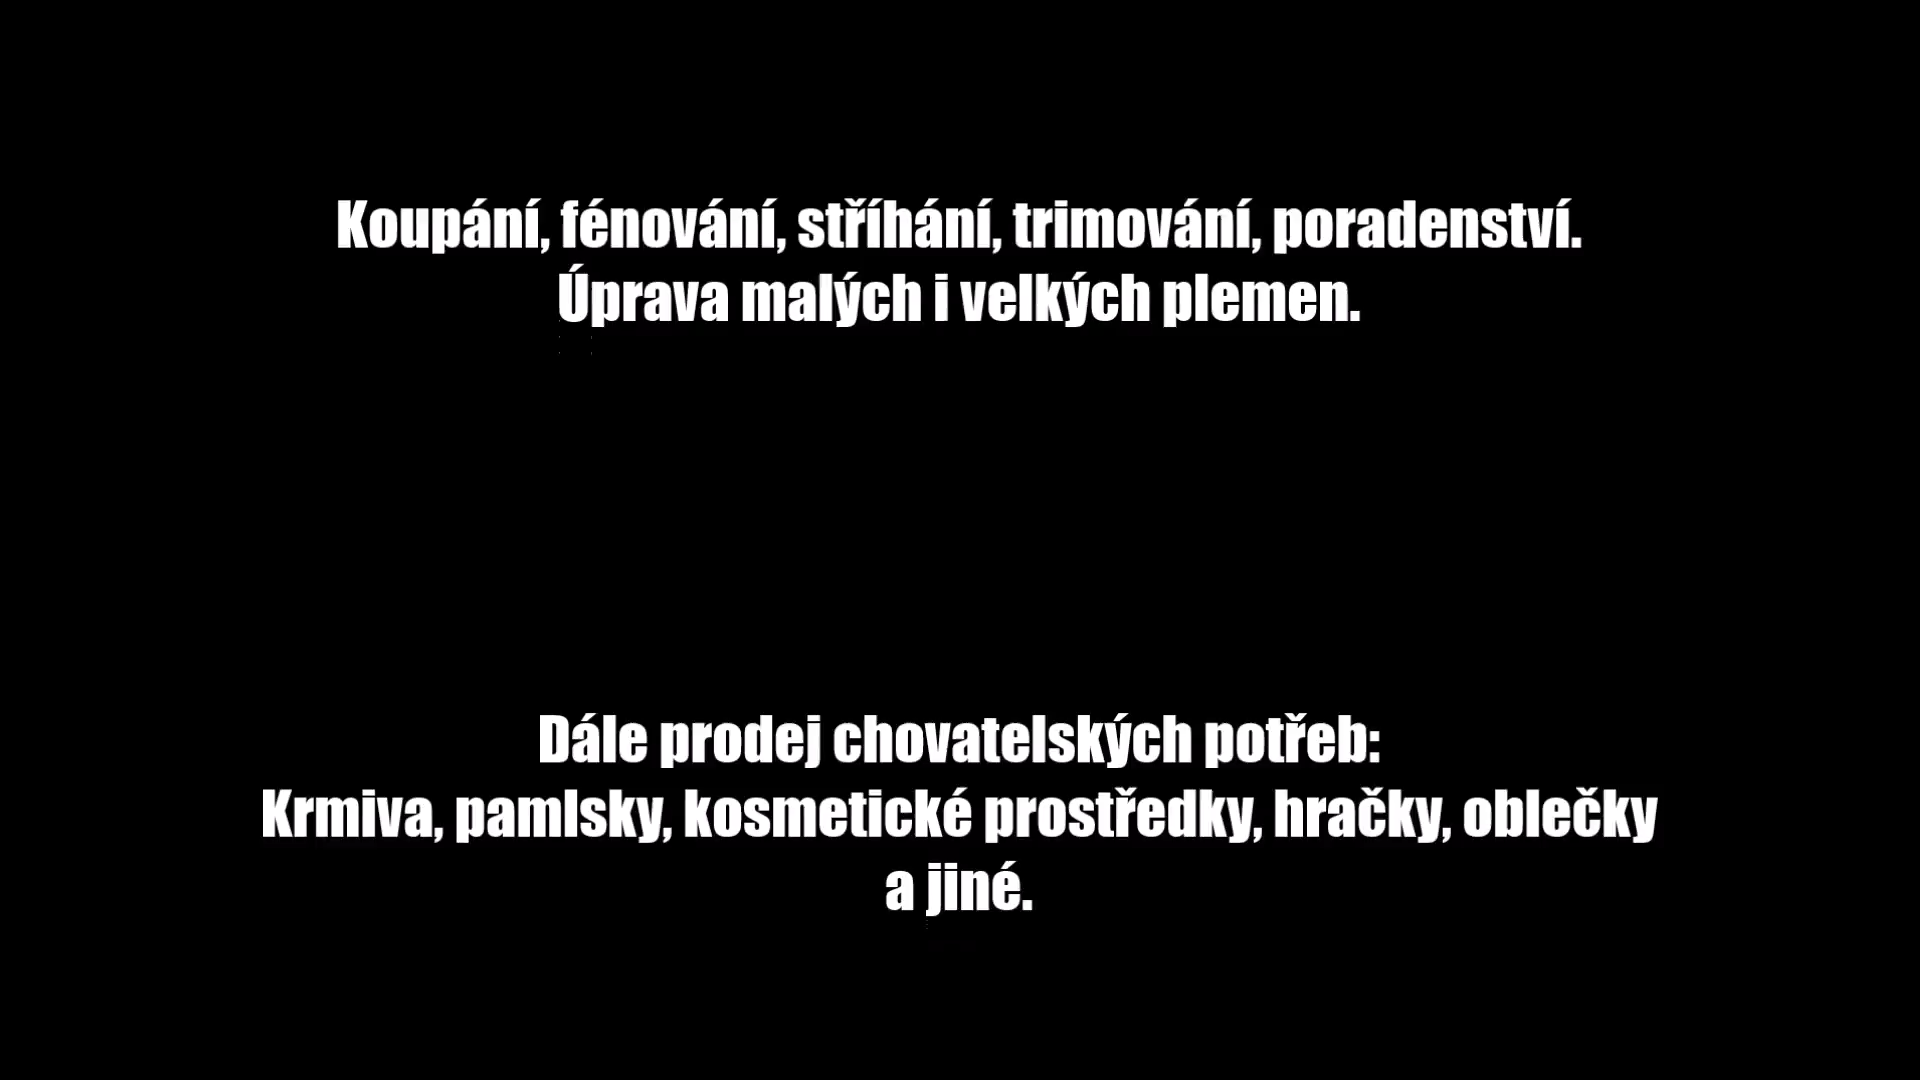 Koupání, fénování, stříhání, trimování, poradenství.
Úprava malých i velkých plemen.
Dále prodej chovatelských potřeb:
Krmiva, pamlsky, kosmetické prostředky, hračky, oblečky
a jiné.